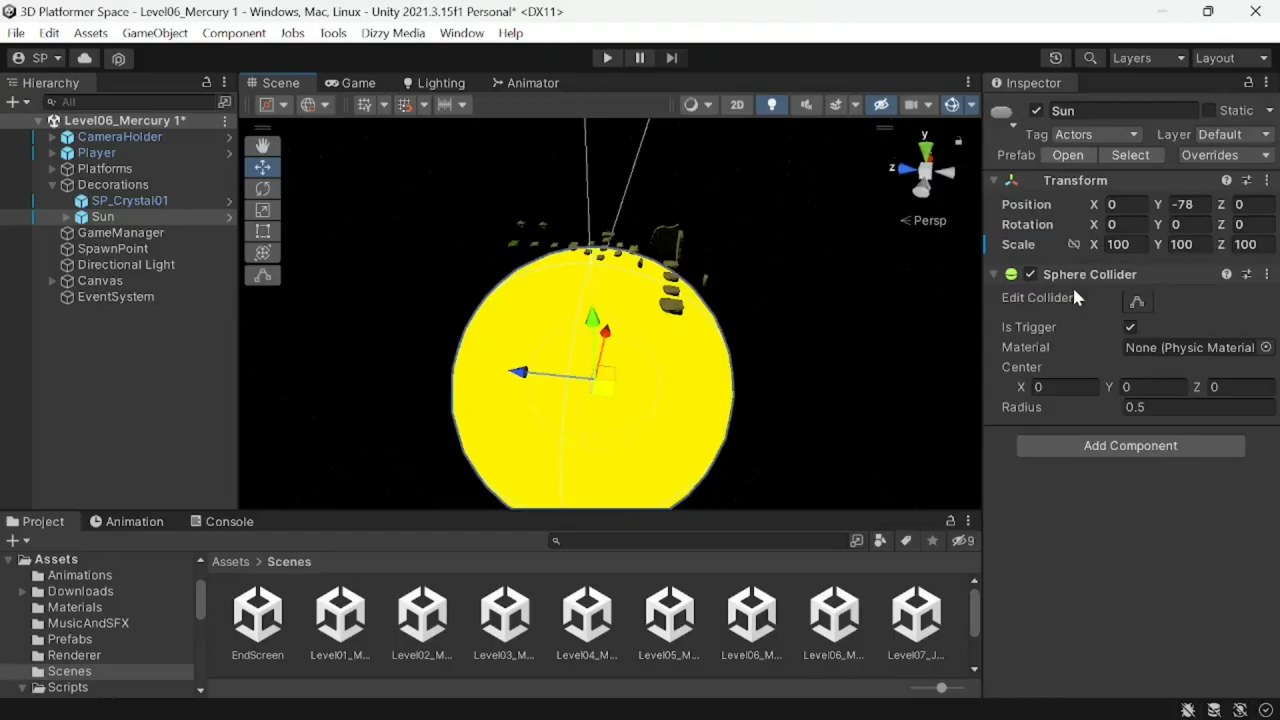 3D Platformer Space - Level06_Mercury 1 - Windows, Mac, Linux - Unity 2021.3.15f1 Personal* <DX11>
File Edit Assets GameObject Component Jobs Tools Dizzy Media Window Help
SP Layers Layout
Hierarchy Scene Game Lighting Animator Inspector
All 2D Sun Static
Level06_Mercury 1*
CameraHolder
Player
Platforms
Decorations
SP_Crystal01
Sun
GameManager
SpawnPoint
Directional Light
Canvas
EventSystem
y
z
Persp
Tag Actors Layer Default
Prefab Open Select Overrides
Transform
Position X 0 Y -78 Z 0
Rotation X 0 Y 0 Z 0
Scale X 100 Y 100 Z 100
Sphere Collider
Edit Collider
Is Trigger
Material None (Physic Material
Center
X 0 Y 0 Z 0
Radius 0.5
Add Component
Project Animation Console
9
Assets
Animations
Downloads
Materials
MusicAndSFX
Prefabs
Renderer
Scenes
Scripts
Assets > Scenes
EndScreen Level01_M... Level02_M... Level03_M... Level04_M... Level05_M... Level06_M... Level06_M... Level07_J...